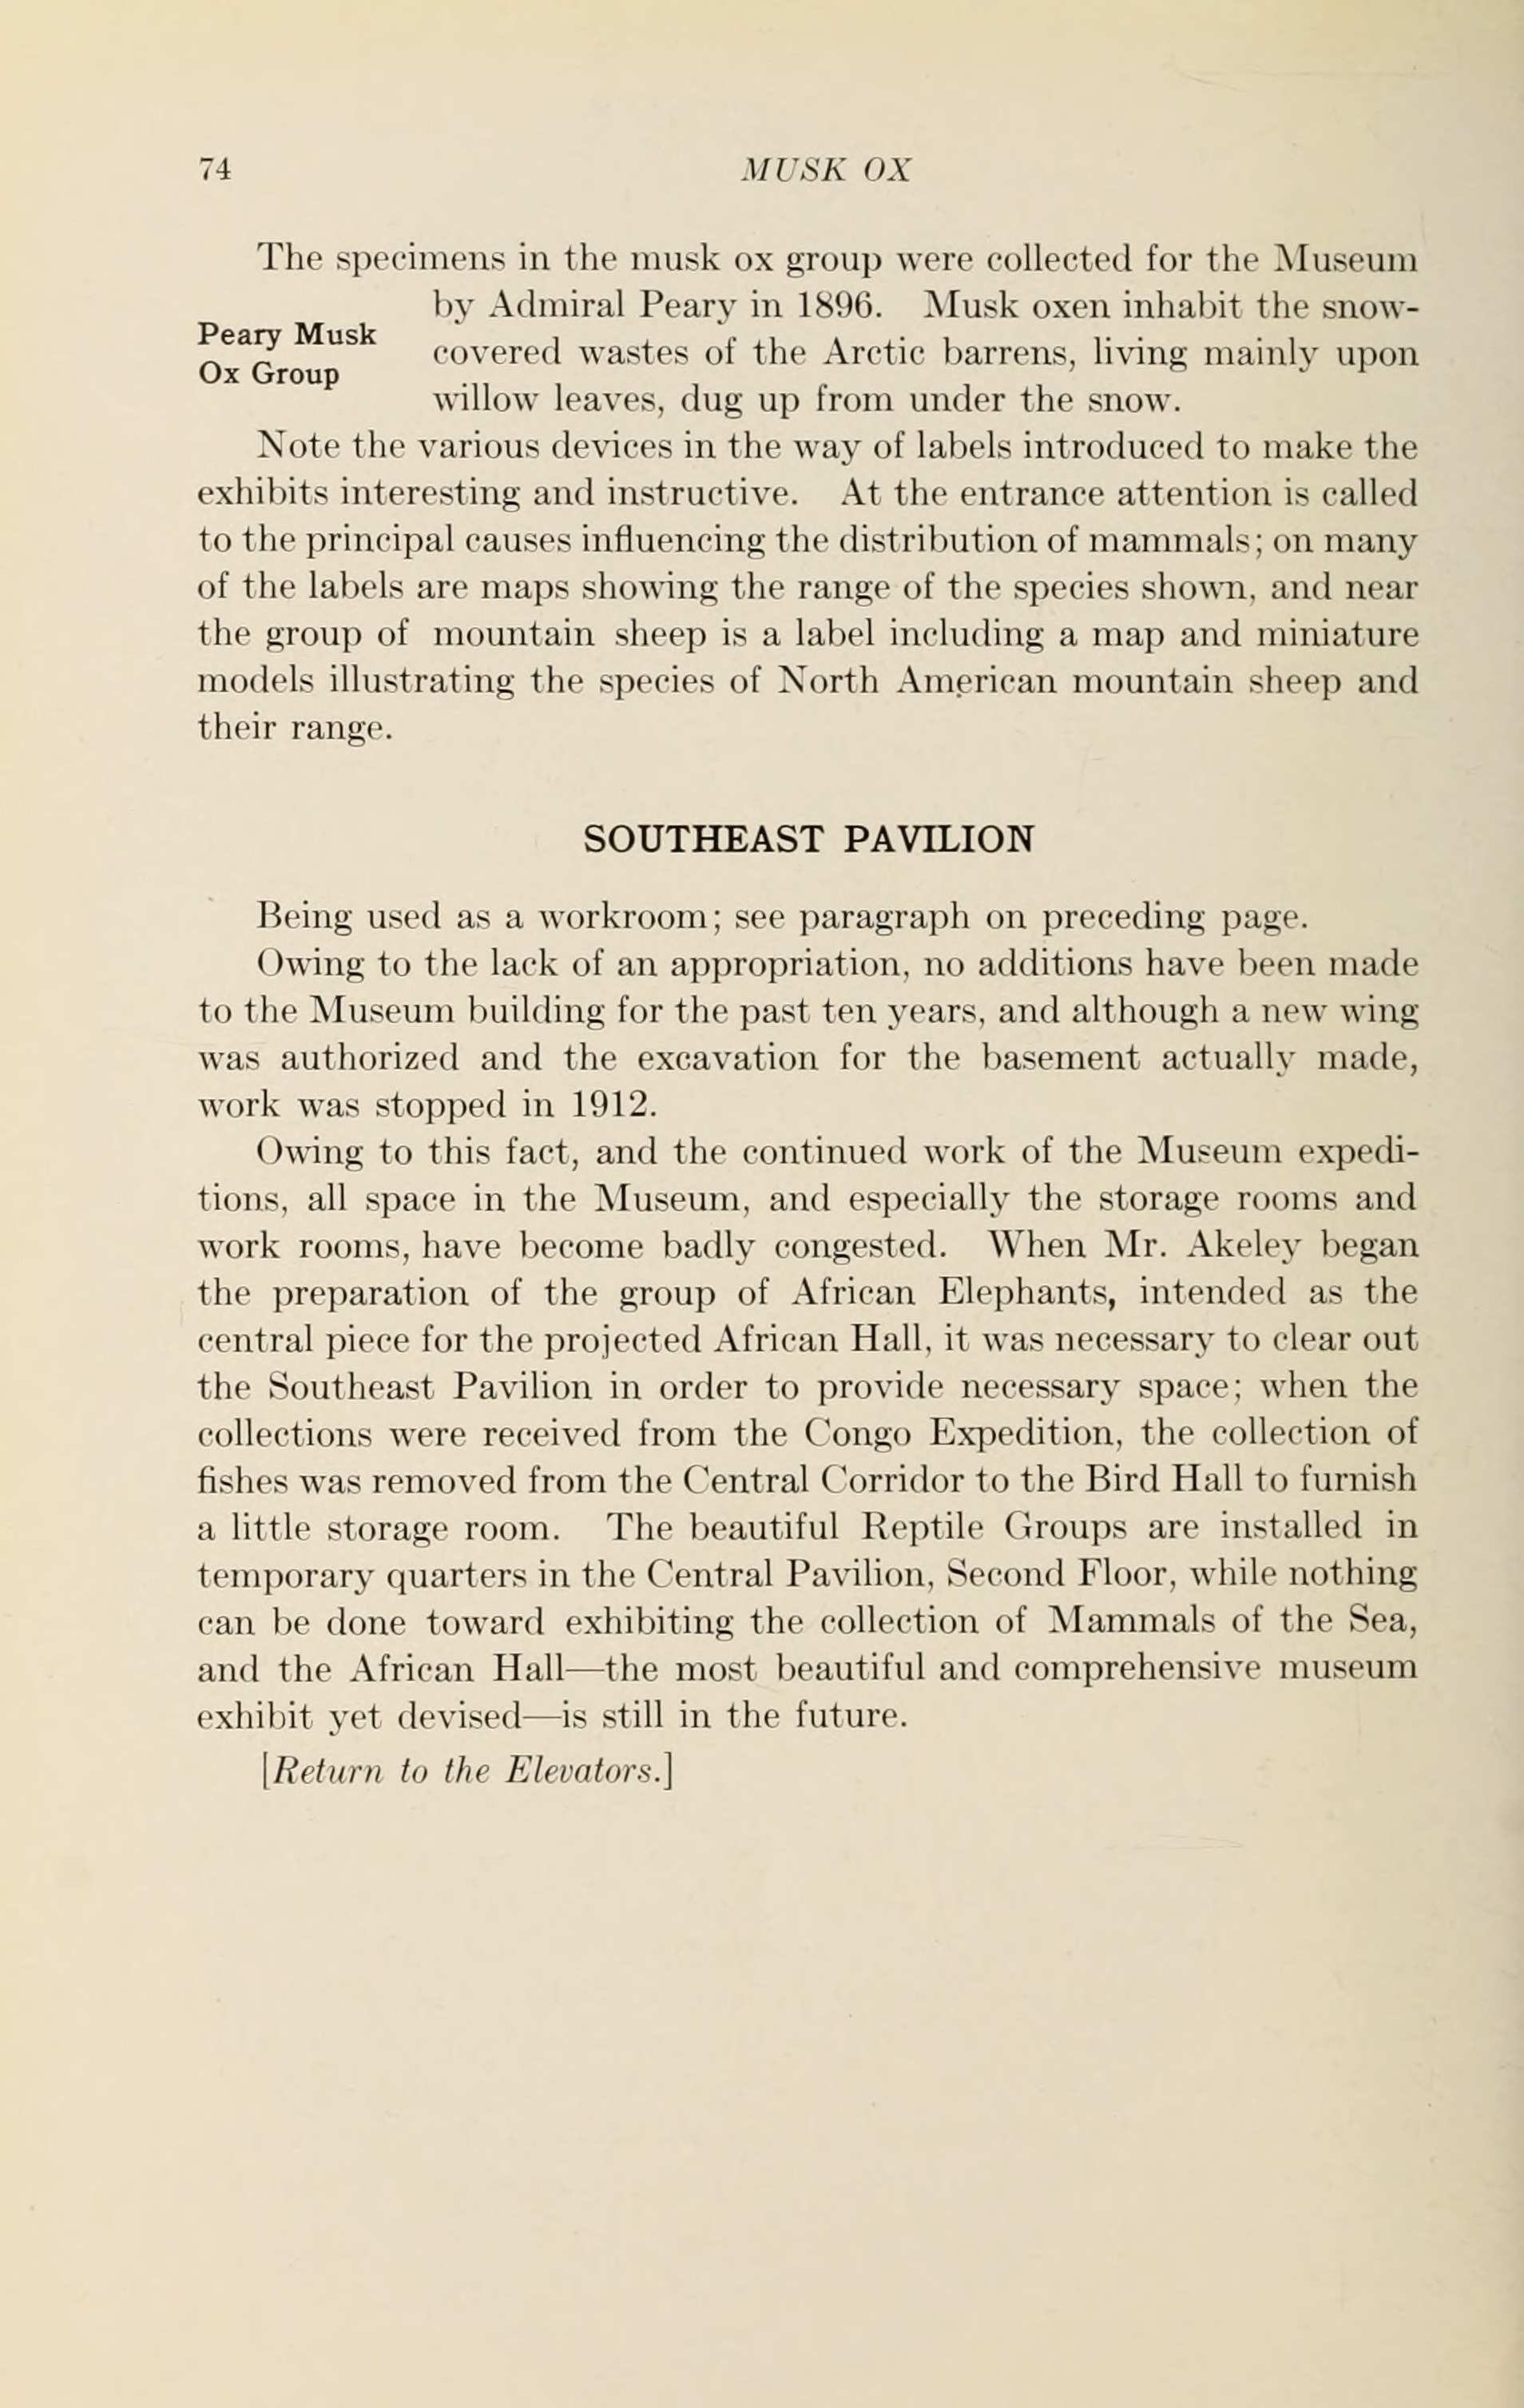 74 MUSK OX
The specimens in the musk ox group were collected for the Museum
by Admiral Peary in 1896. Musk oxen inhabit the snow-
Peary Musk
covered wastes of the Arctic barrens, living mainly upon
Ox Group
willow leaves, dug up from under the snow.
Note the various devices in the way of labels introduced to make the
exhibits interesting and instructive. At the entrance attention is called
to the principal causes influencing the distribution of mammals; on many
of the labels are maps showing the range of the species shown, and near
the group of mountain sheep is a label including a map and miniature
models illustrating the species of North American mountain sheep and
their range.
SOUTHEAST PAVILION
Being used as a workroom; see paragraph on preceding page.
Owing to the lack of an appropriation, no additions have been made
to the Museum building for the past ten years, and although a new wing
was authorized and the excavation for the basement actually made,
work was stopped in 1912.
Owing to this fact, and the continued work of the Museum expedi-
tions, all space in the Museum, and especially the storage rooms and
work rooms, have become badly congested. When Mr. Akeley began
the preparation of the group of African Elephants, intended as the
central piece for the projected African Hall, it was necessary to clear out
the Southeast Pavilion in order to provide necessary space; when the
collections were received from the Congo Expedition, the collection of
fishes was removed from the Central Corridor to the Bird Hall to furnish
a little storage room. The beautiful Reptile Groups are installed in
temporary quarters in the Central Pavilion, Second Floor, while nothing
can be done toward exhibiting the collection of Mammals of the Sea,
and the African Hall—the most beautiful and comprehensive museum
exhibit yet devised—is still in the future.
[Return to the Elevators.]